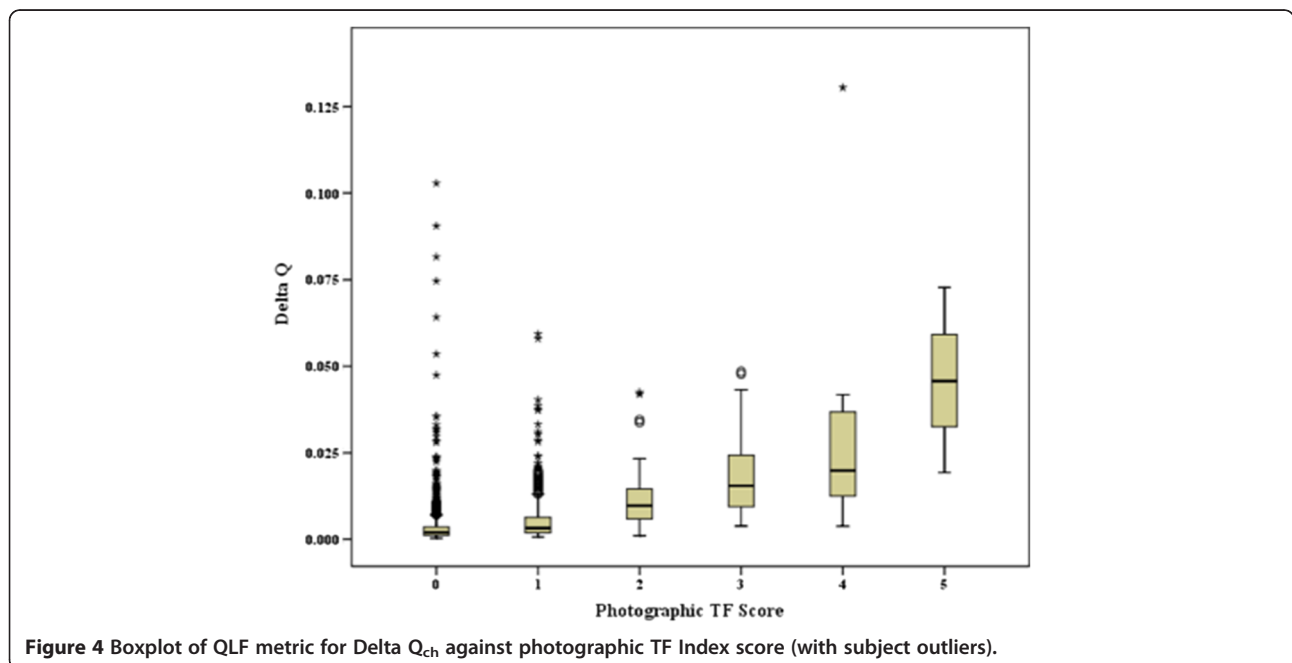 0.125
0.100
0.075
0.050
0.025
0.000
Delta Q
0 1 2 3 4 5
Photographic TF Score
Figure 4 Boxplot of QLF metric for Delta Qch against photographic TF Index score (with subject outliers).